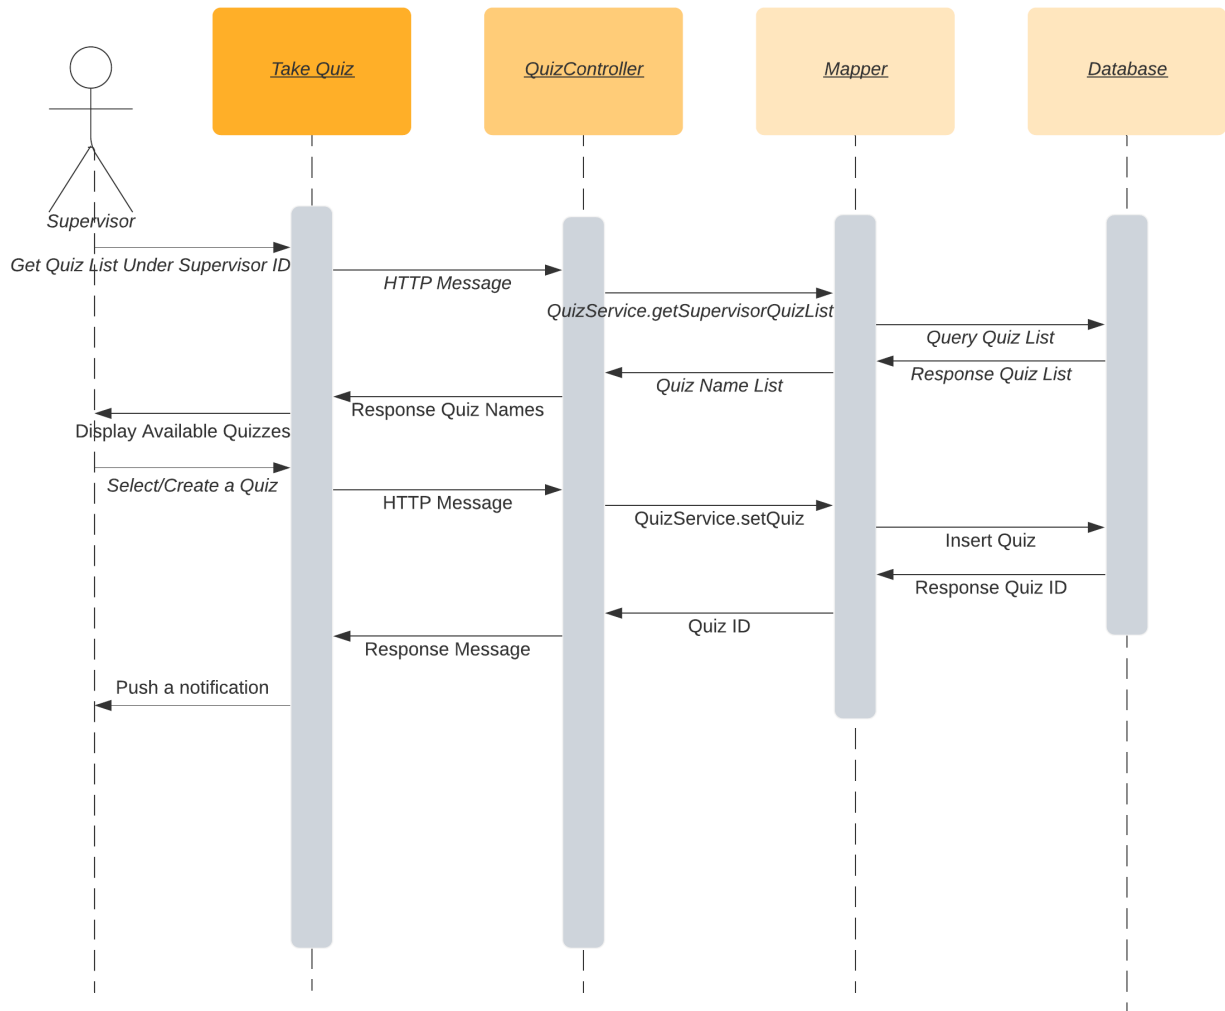 Take Quiz
QuizController
Mapper
Database
Supervisor
Get Quiz List Under Supervisor ID
HTTP Message
QuizService.getSupervisorQuizList
Query Quiz List
Response Quiz List
Quiz Name List
Response Quiz Names
Display Available Quizzes
Select/Create a Quiz
HTTP Message
QuizService.setQuiz
Insert Quiz
Response Quiz ID
Quiz ID
Response Message
Push a notification